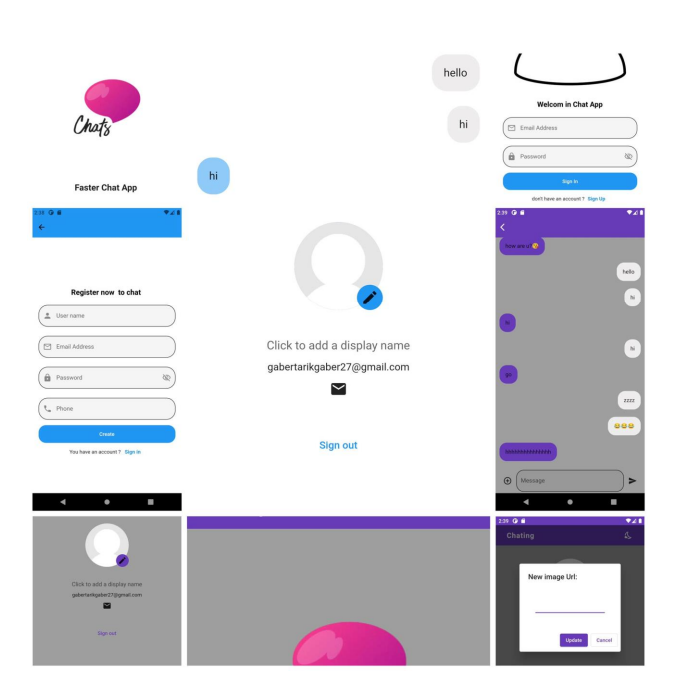 Chats
Faster Chat App
hello
hi
hi
Welcom in Chat App
Email Address
Password
Sign in
don't have an account ? Sign Up
2:38
Register now to chat
User name
Email Address
Password
Phone
Create
You have an account ? Sign in
Click to add a display name
gabertarikgaber27@gmail.com
Sign out
2:39
how are u?😘
hello
hi
hi
hi
go
zzzz
😂😂😂
Message
Click to add a display name
gabertarikgaber27@gmail.com
Sign out
2:39
Chating
New image Url:
Update Cancel